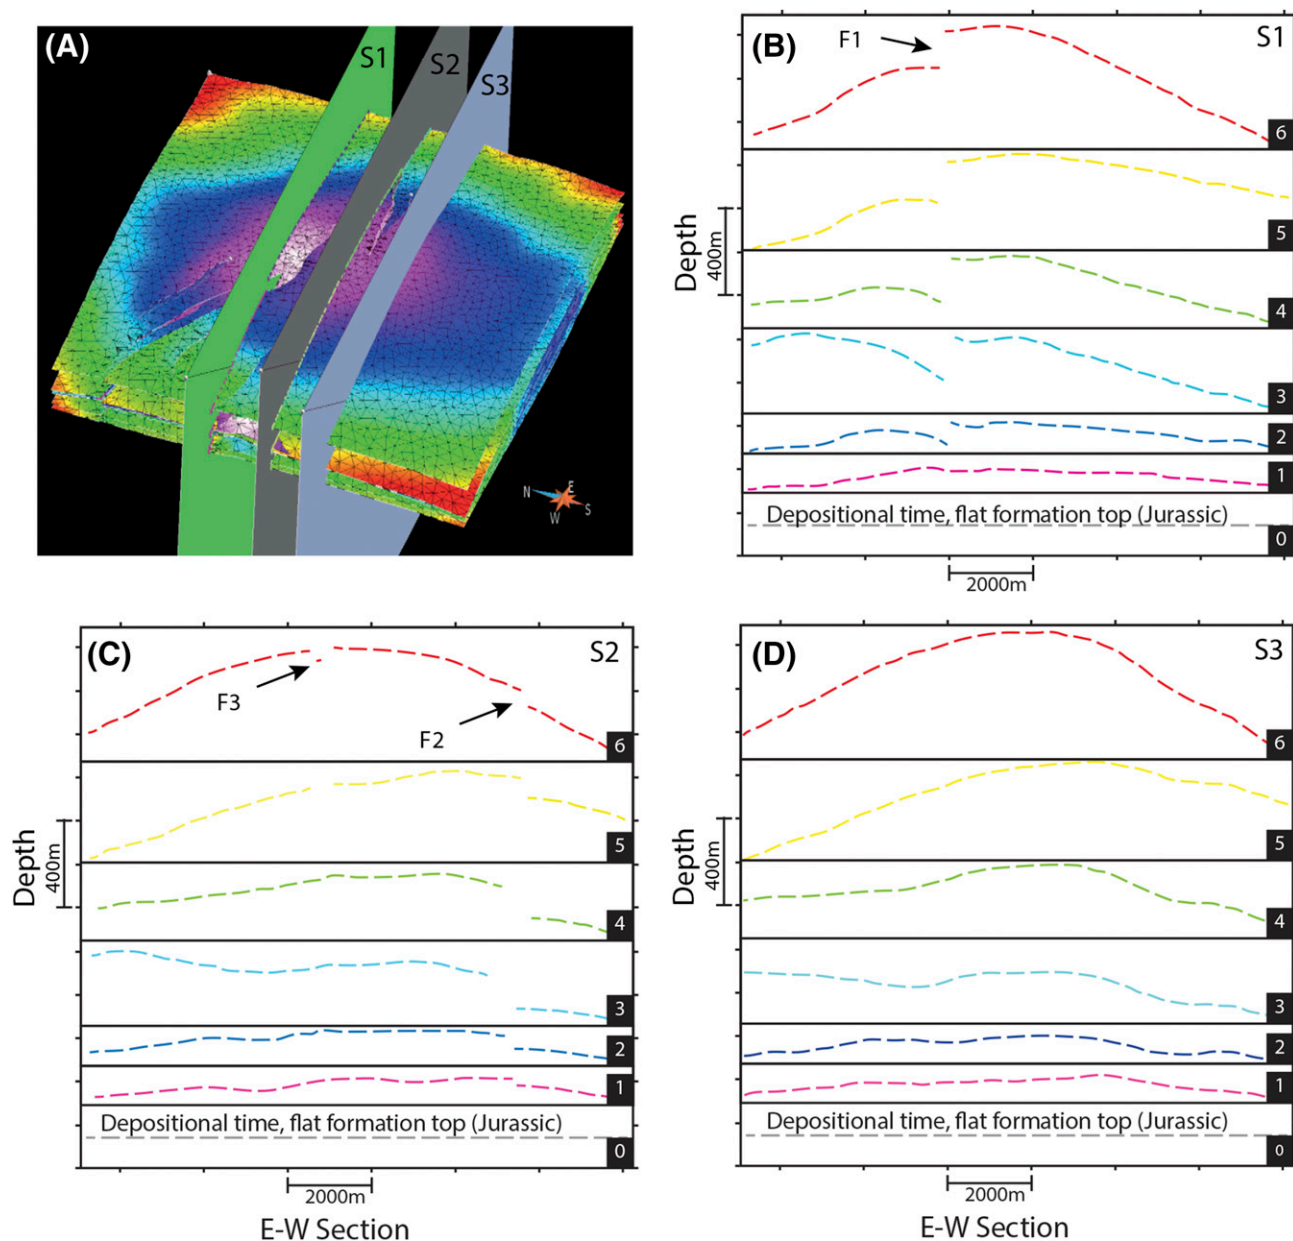 (A)
S1
S2
S3
N
E
W
S
(B)
S1
F1
6
5
4
3
2
1
Depositional time, flat formation top (Jurassic)
0
Depth
400m
2000m
(C)
S2
F3
F2
6
5
4
3
2
1
Depositional time, flat formation top (Jurassic)
0
Depth
400m
2000m
E-W Section
(D)
S3
6
5
4
3
2
1
Depositional time, flat formation top (Jurassic)
0
Depth
400m
2000m
E-W Section